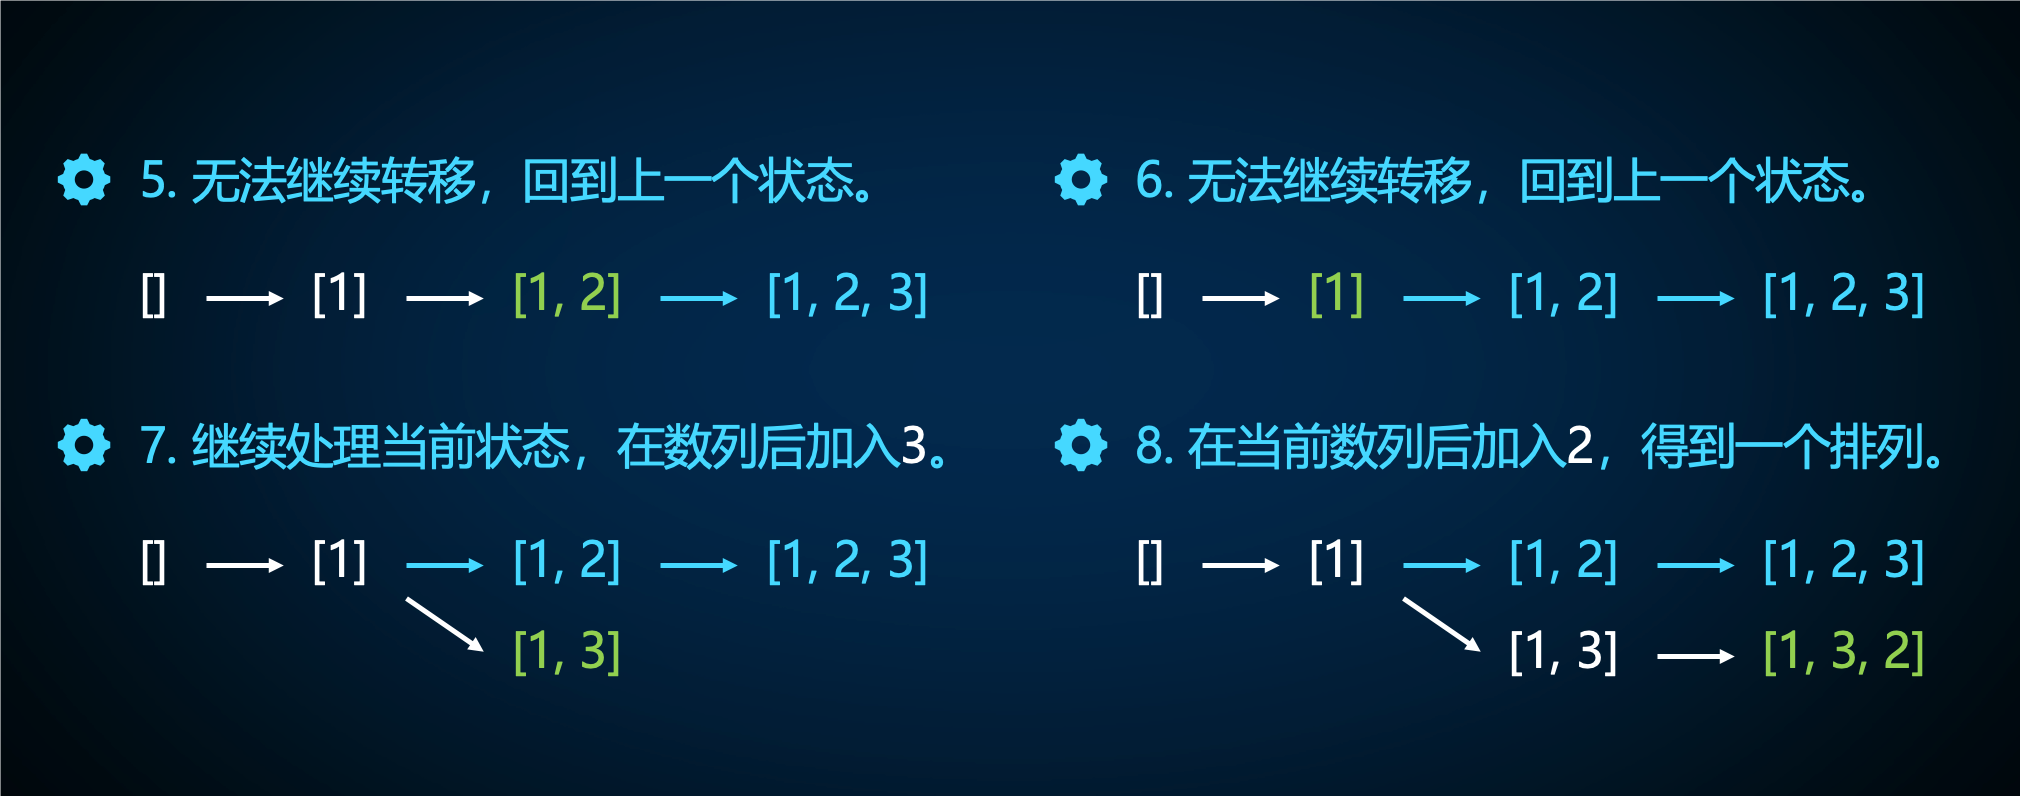 5. 无法继续转移，回到上一个状态。
[] [1] [1, 2] [1, 2, 3]
6. 无法继续转移，回到上一个状态。
[] [1] [1, 2] [1, 2, 3]
7. 继续处理当前状态，在数列后加入3。
[] [1] [1, 2] [1, 2, 3]
[1, 3]
8. 在当前数列后加入2，得到一个排列。
[] [1] [1, 2] [1, 2, 3]
[1, 3] [1, 3, 2]